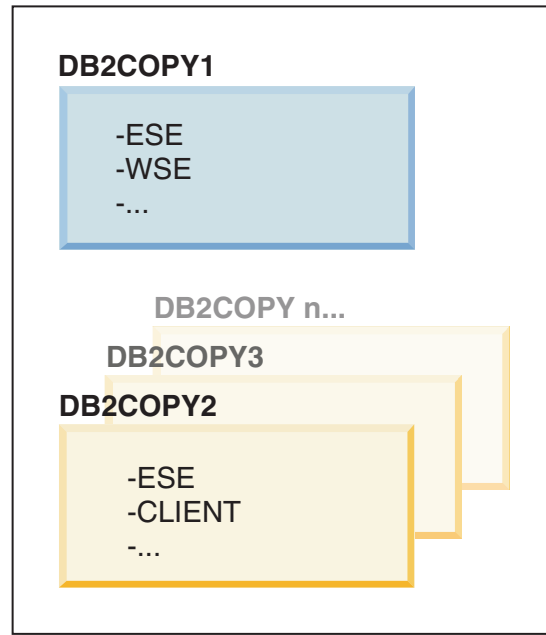 DB2COPY1
-ESE
-WSE
-...
DB2COPY n...
DB2COPY3
DB2COPY2
-ESE
-CLIENT
-...